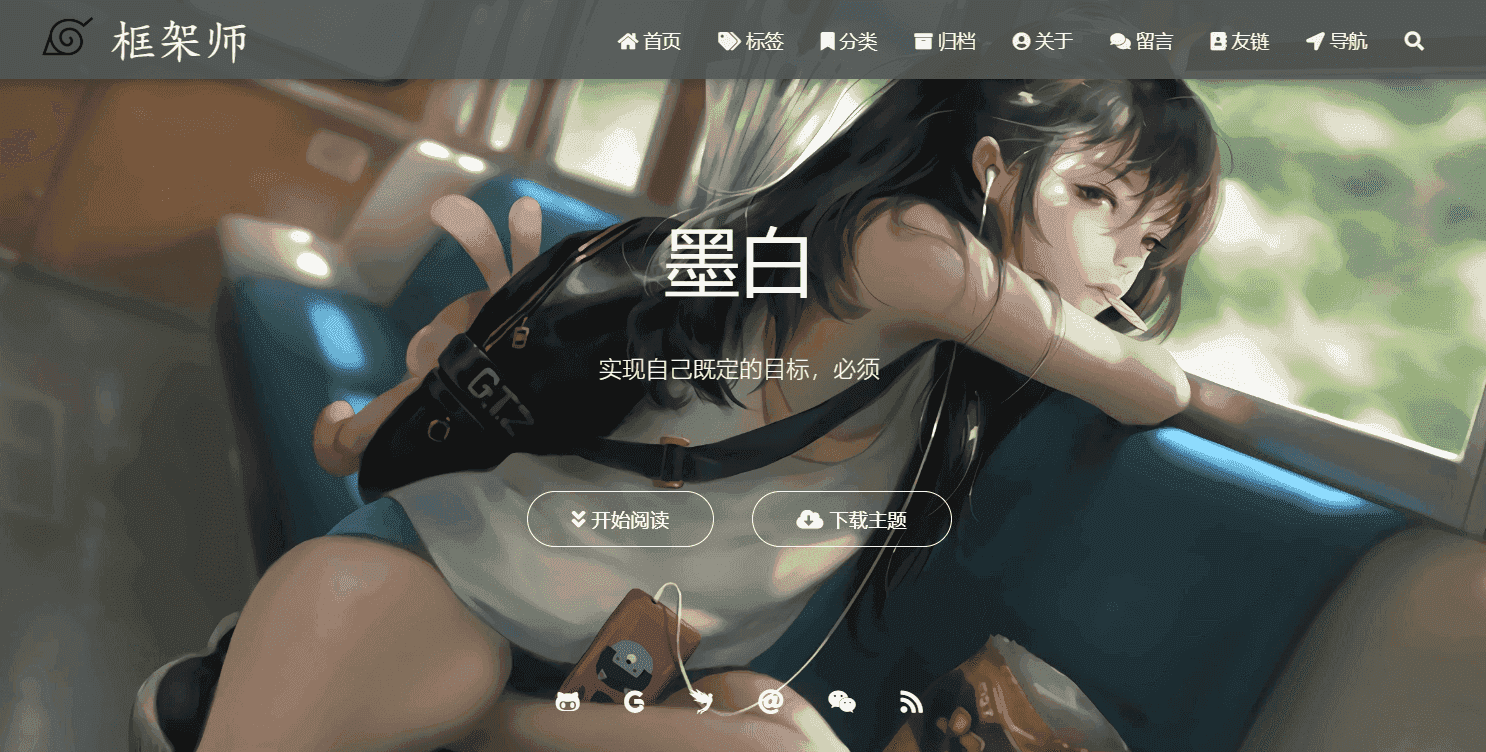 框架师
首页 标签 分类 归档 关于 留言 友链 导航
墨白
实现自己既定的目标，必须
G.T.Z
开始阅读 下载主题